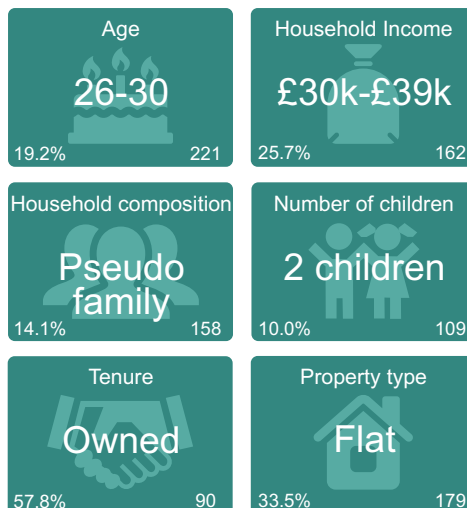 Age
26-30
19.2% 221
Household Income
£30k-£39k
25.7% 162
Household composition
Pseudo
family
14.1% 158
Number of children
2 children
10.0% 109
Tenure
Owned
57.8% 90
Property type
Flat
33.5% 179